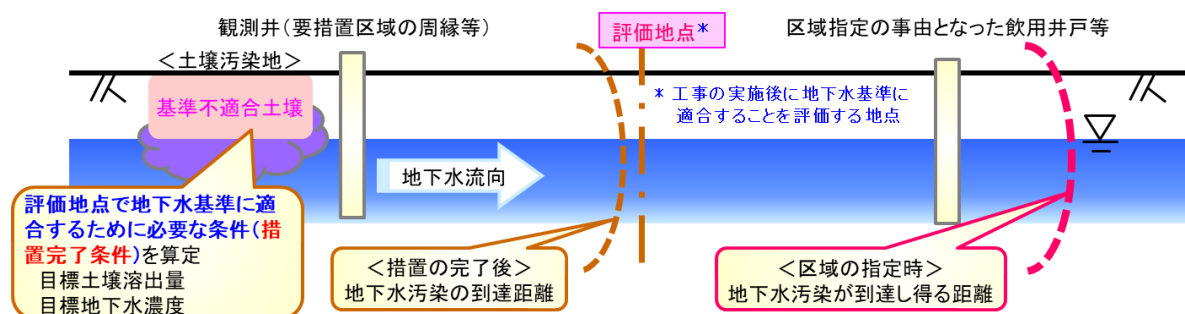 観測井(要措置区域の周縁等)
評価地点*
区域指定の事由となった飲用井戸等
<土壌汚染地>
基準不適合土壌
* 工事の実施後に地下水基準に
適合することを評価する地点
地下水流向
評価地点で地下水基準に適
合するために必要な条件(措
置完了条件)を算定
目標土壌溶出量
目標地下水濃度
<措置の完了後>
地下水汚染の到達距離
<区域の指定時>
地下水汚染が到達し得る距離